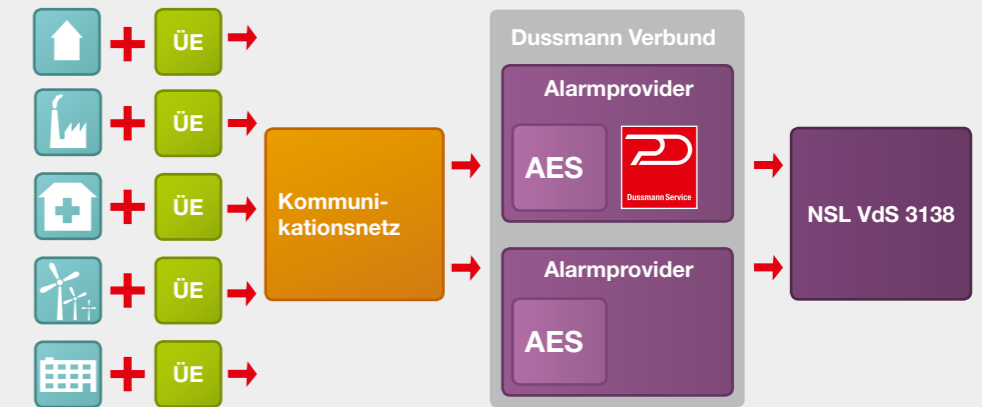 ÜE
ÜE
ÜE
ÜE
ÜE
Kommuni-
kationsnetz
Dussmann Verbund
Alarmprovider
AES
Dussmann Service
Alarmprovider
AES
NSL VdS 3138